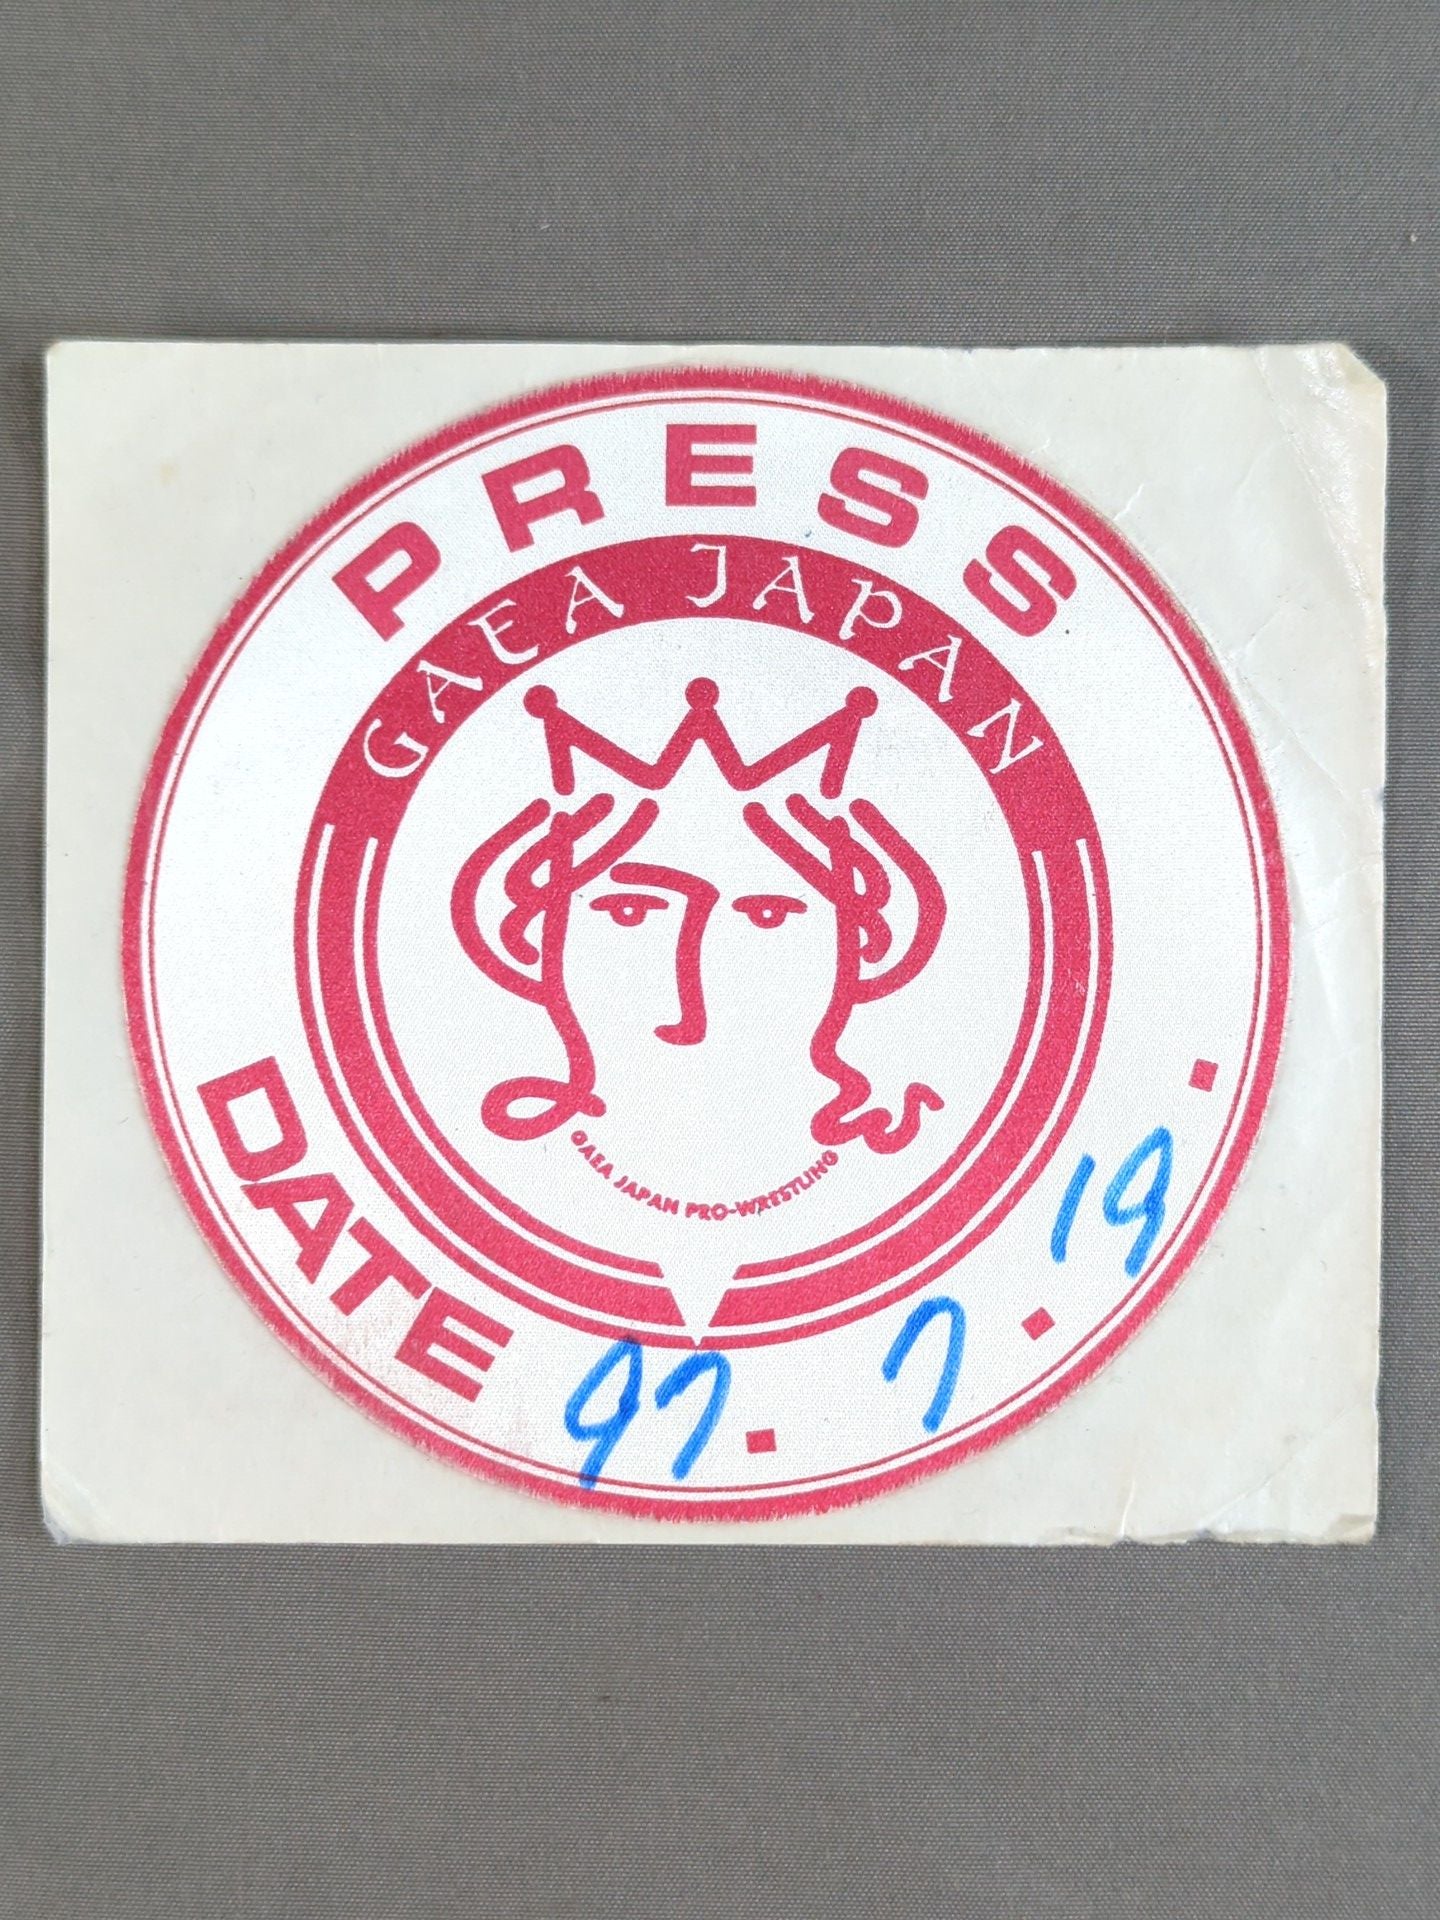 PRESS
GAEA JAPAN
GAEA JAPAN PRO-WRESTLING
DATE 97. 7. 19.